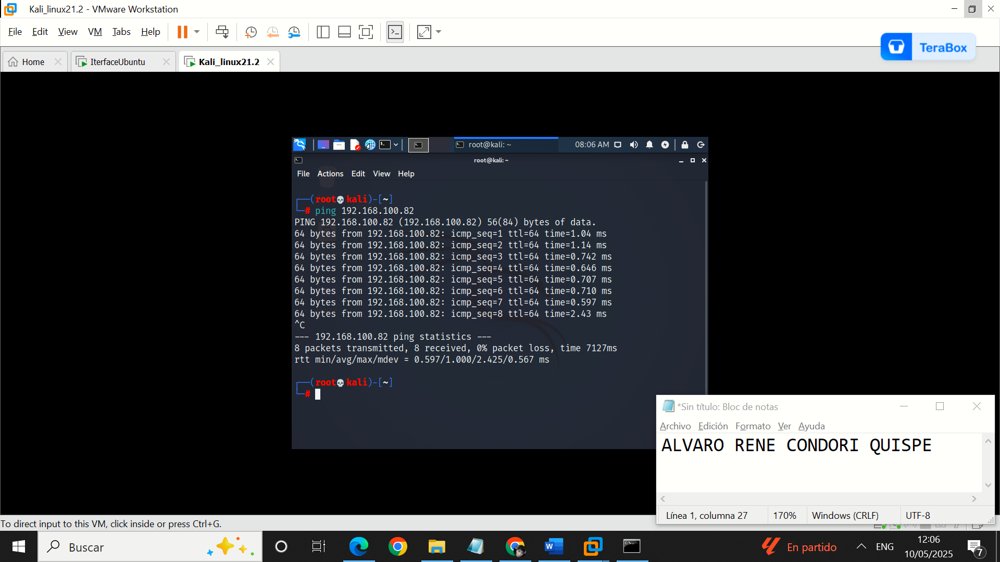 Kali_linux21.2 - VMware Workstation
File Edit View VM Tabs Help
TeraBox
Home IterfaceUbuntu Kali_linux21.2
root@kali: ~ 08:06 AM
root@kali: ~
File Actions Edit View Help
┌──(root💀kali)-[~]
└─# ping 192.168.100.82
PING 192.168.100.82 (192.168.100.82) 56(84) bytes of data.
64 bytes from 192.168.100.82: icmp_seq=1 ttl=64 time=1.04 ms
64 bytes from 192.168.100.82: icmp_seq=2 ttl=64 time=1.14 ms
64 bytes from 192.168.100.82: icmp_seq=3 ttl=64 time=0.742 ms
64 bytes from 192.168.100.82: icmp_seq=4 ttl=64 time=0.646 ms
64 bytes from 192.168.100.82: icmp_seq=5 ttl=64 time=0.707 ms
64 bytes from 192.168.100.82: icmp_seq=6 ttl=64 time=0.710 ms
64 bytes from 192.168.100.82: icmp_seq=7 ttl=64 time=0.597 ms
64 bytes from 192.168.100.82: icmp_seq=8 ttl=64 time=2.43 ms
^C
--- 192.168.100.82 ping statistics ---
8 packets transmitted, 8 received, 0% packet loss, time 7127ms
rtt min/avg/max/mdev = 0.597/1.000/2.425/0.567 ms
┌──(root💀kali)-[~]
└─#
*Sin título: Bloc de notas
Archivo Edición Formato Ver Ayuda
ALVARO RENE CONDORI QUISPE
Línea 1, columna 27 170% Windows (CRLF) UTF-8
To direct input to this VM, click inside or press Ctrl+G.
Buscar
En partido
ENG
12:06
10/05/2025
7